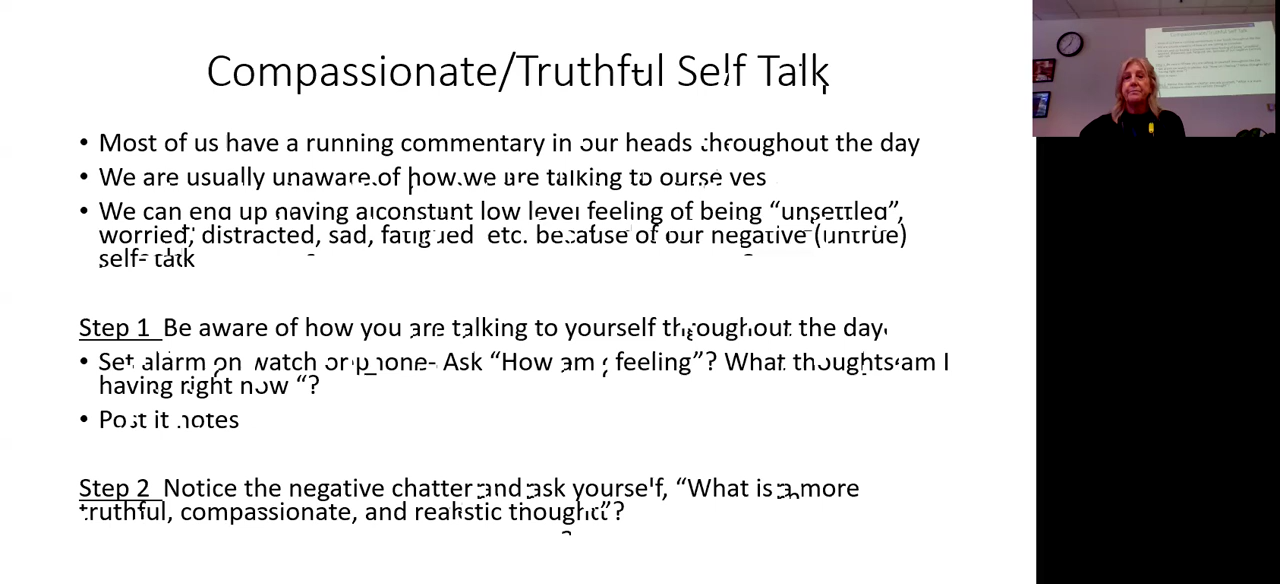 Compassionate/Truthful Self Talk
• Most of us have a running commentary in our heads throughout the day
• We are usually unaware of how we are talking to ourselves
• We can end up having a constant low level feeling of being “unsettled”,
worried, distracted, sad, fatigued etc. because of our negative (untrue)
self- talk
Step 1 Be aware of how you are talking to yourself throughout the day.
• Set alarm on watch or phone- Ask “How am I feeling”? What thoughts am I
having right now “?
• Post it notes
Step 2 Notice the negative chatter and ask yourself, “What is a more
truthful, compassionate, and realistic thought”?